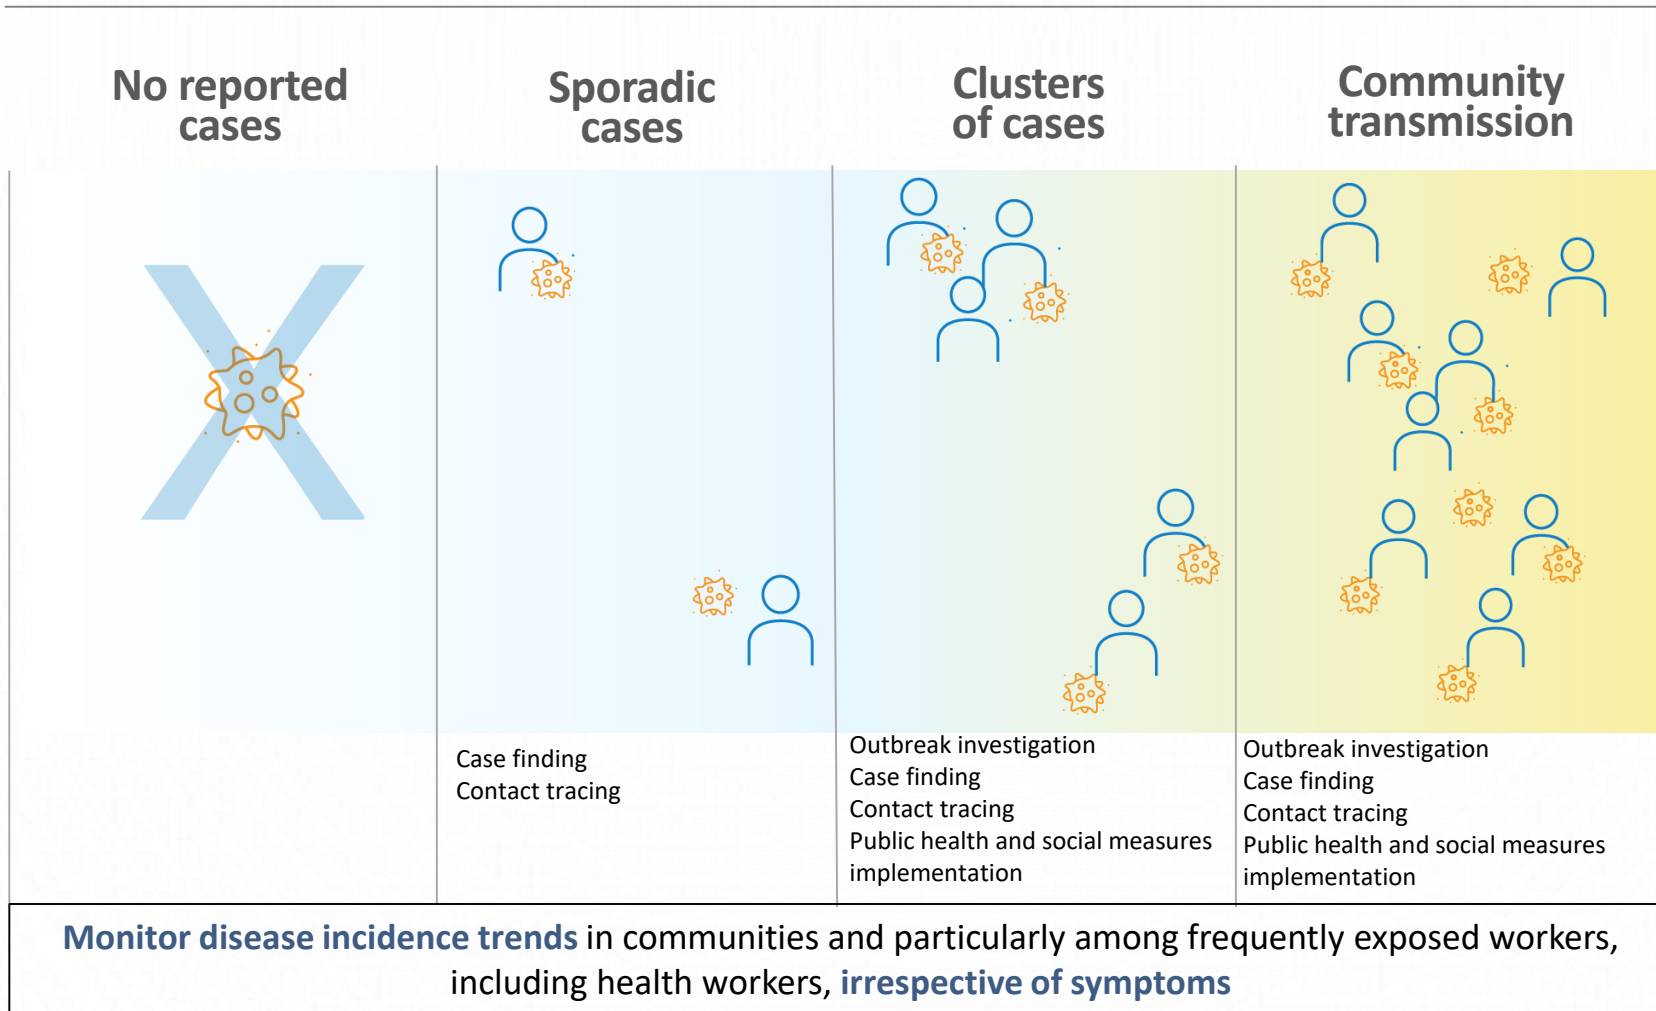 No reported
cases
Sporadic
cases
Clusters
of cases
Community
transmission
Case finding
Contact tracing
Outbreak investigation
Case finding
Contact tracing
Public health and social measures
implementation
Outbreak investigation
Case finding
Contact tracing
Public health and social measures
implementation
Monitor disease incidence trends in communities and particularly among frequently exposed workers,
including health workers, irrespective of symptoms